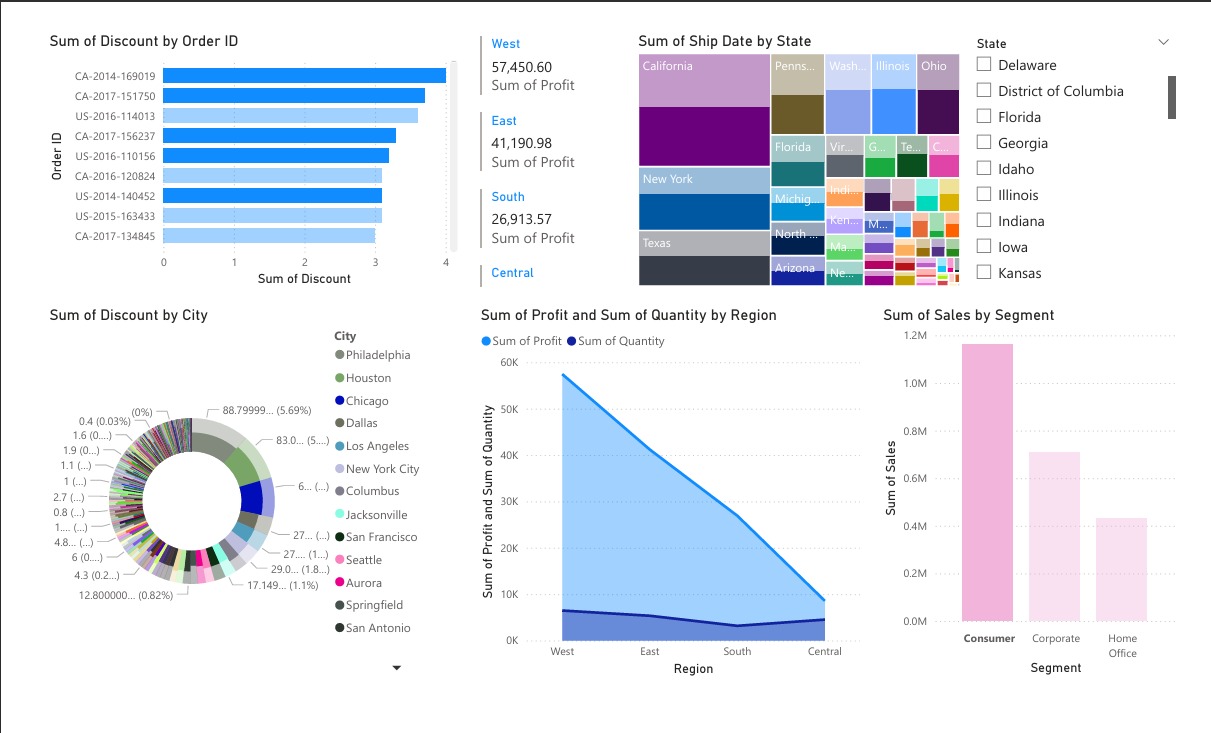 Sum of Discount by Order ID
Order ID
CA-2014-169019
CA-2017-151750
US-2016-114013
CA-2017-156237
US-2016-110156
CA-2016-120824
US-2014-140452
US-2015-163433
CA-2017-134845
0 1 2 3 4
Sum of Discount
West
57,450.60
Sum of Profit
East
41,190.98
Sum of Profit
South
26,913.57
Sum of Profit
Central
Sum of Ship Date by State
California
New York
Texas
Penns...
Wash...
Illinois
Ohio
Florida
Michig...
North ...
Arizona
Vir...
G...
Te...
C...
Indi...
Ken...
Ma...
Ne...
M...
State
Delaware
District of Columbia
Florida
Georgia
Idaho
Illinois
Indiana
Iowa
Kansas
Sum of Discount by City
City
Philadelphia
Houston
Chicago
Dallas
Los Angeles
New York City
Columbus
Jacksonville
San Francisco
Seattle
Aurora
Springfield
San Antonio
88.79999... (5.69%)
83.0... (5....)
6... (...)
27... (...)
27.... (1...)
29.0... (1.8...)
17.149... (1.1%)
12.800000... (0.82%)
4.3 (0.2...)
6 (0....)
4.8... (...)
1.... (...)
0.8 (...)
2.7 (...)
1 (...)
1.1 (...)
1.9 (0...)
1.6 (0....)
0.4 (0.03%)
(0%)
Sum of Profit and Sum of Quantity by Region
Sum of Profit Sum of Quantity
Sum of Profit and Sum of Quantity
60K
50K
40K
30K
20K
10K
0K
West East South Central
Region
Sum of Sales by Segment
Sum of Sales
1.2M
1.0M
0.8M
0.6M
0.4M
0.2M
0.0M
Consumer Corporate Home
Office
Segment